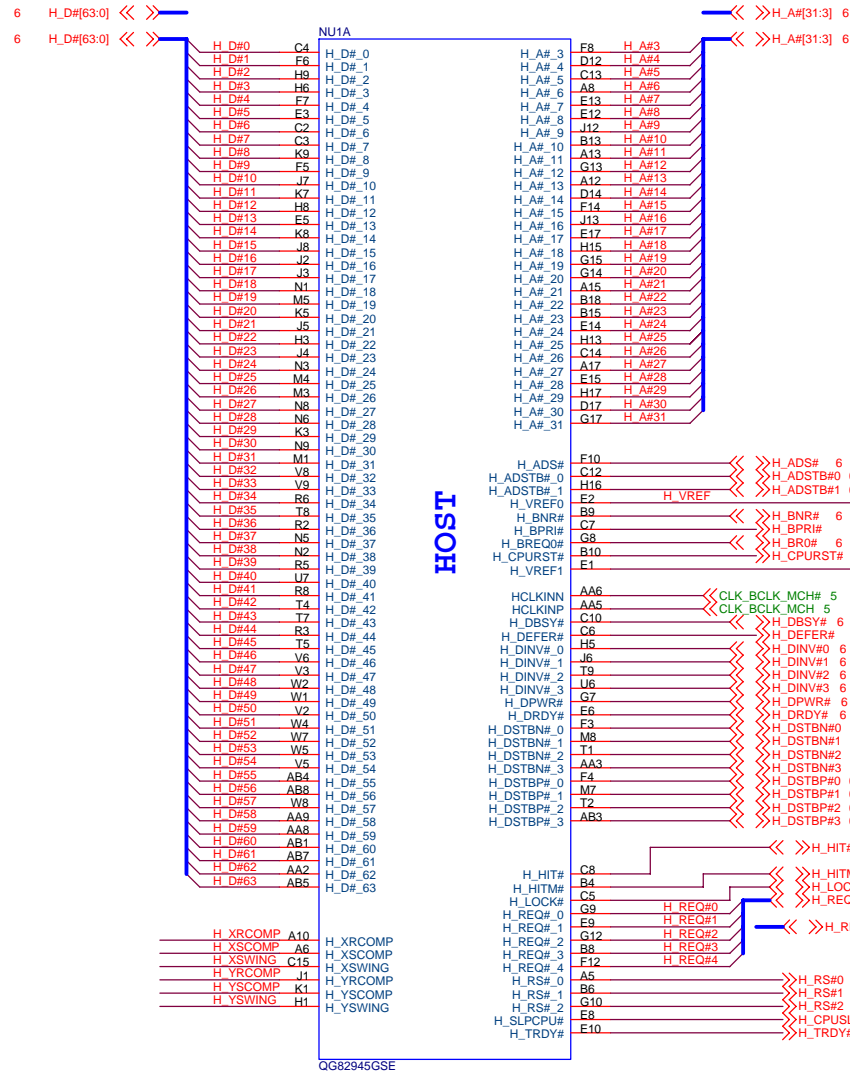 6 H_D#[63:0]
6 H_D#[63:0]
H_A#[31:3] 6
H_A#[31:3] 6
NU1A
H_D#0 C4 H_D#_0
H_D#1 F6 H_D#_1
H_D#2 H9 H_D#_2
H_D#3 H6 H_D#_3
H_D#4 F7 H_D#_4
H_D#5 E3 H_D#_5
H_D#6 C2 H_D#_6
H_D#7 C3 H_D#_7
H_D#8 K9 H_D#_8
H_D#9 F5 H_D#_9
H_D#10 J7 H_D#_10
H_D#11 K7 H_D#_11
H_D#12 H8 H_D#_12
H_D#13 E5 H_D#_13
H_D#14 K8 H_D#_14
H_D#15 J8 H_D#_15
H_D#16 J2 H_D#_16
H_D#17 J3 H_D#_17
H_D#18 N1 H_D#_18
H_D#19 M5 H_D#_19
H_D#20 K5 H_D#_20
H_D#21 J5 H_D#_21
H_D#22 H3 H_D#_22
H_D#23 J4 H_D#_23
H_D#24 N3 H_D#_24
H_D#25 M4 H_D#_25
H_D#26 M3 H_D#_26
H_D#27 N8 H_D#_27
H_D#28 N6 H_D#_28
H_D#29 K3 H_D#_29
H_D#30 N9 H_D#_30
H_D#31 M1 H_D#_31
H_D#32 V8 H_D#_32
H_D#33 V9 H_D#_33
H_D#34 R6 H_D#_34
H_D#35 T8 H_D#_35
H_D#36 R2 H_D#_36
H_D#37 N5 H_D#_37
H_D#38 N2 H_D#_38
H_D#39 R5 H_D#_39
H_D#40 U7 H_D#_40
H_D#41 R8 H_D#_41
H_D#42 T4 H_D#_42
H_D#43 T7 H_D#_43
H_D#44 R3 H_D#_44
H_D#45 T5 H_D#_45
H_D#46 V6 H_D#_46
H_D#47 V3 H_D#_47
H_D#48 W2 H_D#_48
H_D#49 W1 H_D#_49
H_D#50 V2 H_D#_50
H_D#51 W4 H_D#_51
H_D#52 W7 H_D#_52
H_D#53 W5 H_D#_53
H_D#54 V5 H_D#_54
H_D#55 AB4 H_D#_55
H_D#56 AB8 H_D#_56
H_D#57 W8 H_D#_57
H_D#58 AA9 H_D#_58
H_D#59 AA8 H_D#_59
H_D#60 AB1 H_D#_60
H_D#61 AB7 H_D#_61
H_D#62 AA2 H_D#_62
H_D#63 AB5 H_D#_63
H_XRCOMP A10 H_XRCOMP
H_XSCOMP A6 H_XSCOMP
H_XSWING C15 H_XSWING
H_YRCOMP J1 H_YRCOMP
H_YSCOMP K1 H_YSCOMP
H_YSWING H1 H_YSWING
HOST
H_A#_3 F8 H_A#3
H_A#_4 D12 H_A#4
H_A#_5 C13 H_A#5
H_A#_6 A8 H_A#6
H_A#_7 E13 H_A#7
H_A#_8 E12 H_A#8
H_A#_9 J12 H_A#9
H_A#_10 B13 H_A#10
H_A#_11 A13 H_A#11
H_A#_12 G13 H_A#12
H_A#_13 A12 H_A#13
H_A#_14 D14 H_A#14
H_A#_15 F14 H_A#15
H_A#_16 J13 H_A#16
H_A#_17 E17 H_A#17
H_A#_18 H15 H_A#18
H_A#_19 G15 H_A#19
H_A#_20 G14 H_A#20
H_A#_21 A15 H_A#21
H_A#_22 B18 H_A#22
H_A#_23 B15 H_A#23
H_A#_24 E14 H_A#24
H_A#_25 H13 H_A#25
H_A#_26 C14 H_A#26
H_A#_27 A17 H_A#27
H_A#_28 E15 H_A#28
H_A#_29 H17 H_A#29
H_A#_30 D17 H_A#30
H_A#_31 G17 H_A#31
H_ADS# F10 H_ADS# 6
H_ADSTB#_0 C12 H_ADSTB#0
H_ADSTB#_1 H16 H_ADSTB#1
H_VREF0 E2 H_VREF
H_BNR# B9 H_BNR# 6
H_BPRI# C7 H_BPRI#
H_BREQ0# G8 H_BR0# 6
H_CPURST# B10 H_CPURST#
H_VREF1 E1
HCLKINN AA6 CLK_BCLK_MCH# 5
HCLKINP AA5 CLK_BCLK_MCH 5
H_DBSY# C10 H_DBSY# 6
H_DEFER# C6 H_DEFER#
H_DINV#_0 H5 H_DINV#0 6
H_DINV#_1 J6 H_DINV#1 6
H_DINV#_2 T9 H_DINV#2 6
H_DINV#_3 U6 H_DINV#3 6
H_DPWR# G7 H_DPWR# 6
H_DRDY# E6 H_DRDY# 6
H_DSTBN#_0 F3 H_DSTBN#0
H_DSTBN#_1 M8 H_DSTBN#1
H_DSTBN#_2 T1 H_DSTBN#2
H_DSTBN#_3 AA3 H_DSTBN#3
H_DSTBP#_0 F4 H_DSTBP#0
H_DSTBP#_1 M7 H_DSTBP#1
H_DSTBP#_2 T2 H_DSTBP#2
H_DSTBP#_3 AB3 H_DSTBP#3
H_HIT# C8 H_HIT#
H_HITM# B4 H_HITM
H_LOCK# C5 H_LOC
H_REQ#_0 G9 H_REQ#0 H_REQ
H_REQ#_1 E9 H_REQ#1
H_REQ#_2 G12 H_REQ#2
H_REQ#_3 B8 H_REQ#3
H_REQ#_4 F12 H_REQ#4
H_RS#_0 A5 H_RS#0
H_RS#_1 B6 H_RS#1
H_RS#_2 G10 H_RS#2
H_SLPCPU# E8 H_CPUSL
H_TRDY# E10 H_TRDY#
QG82945GSE